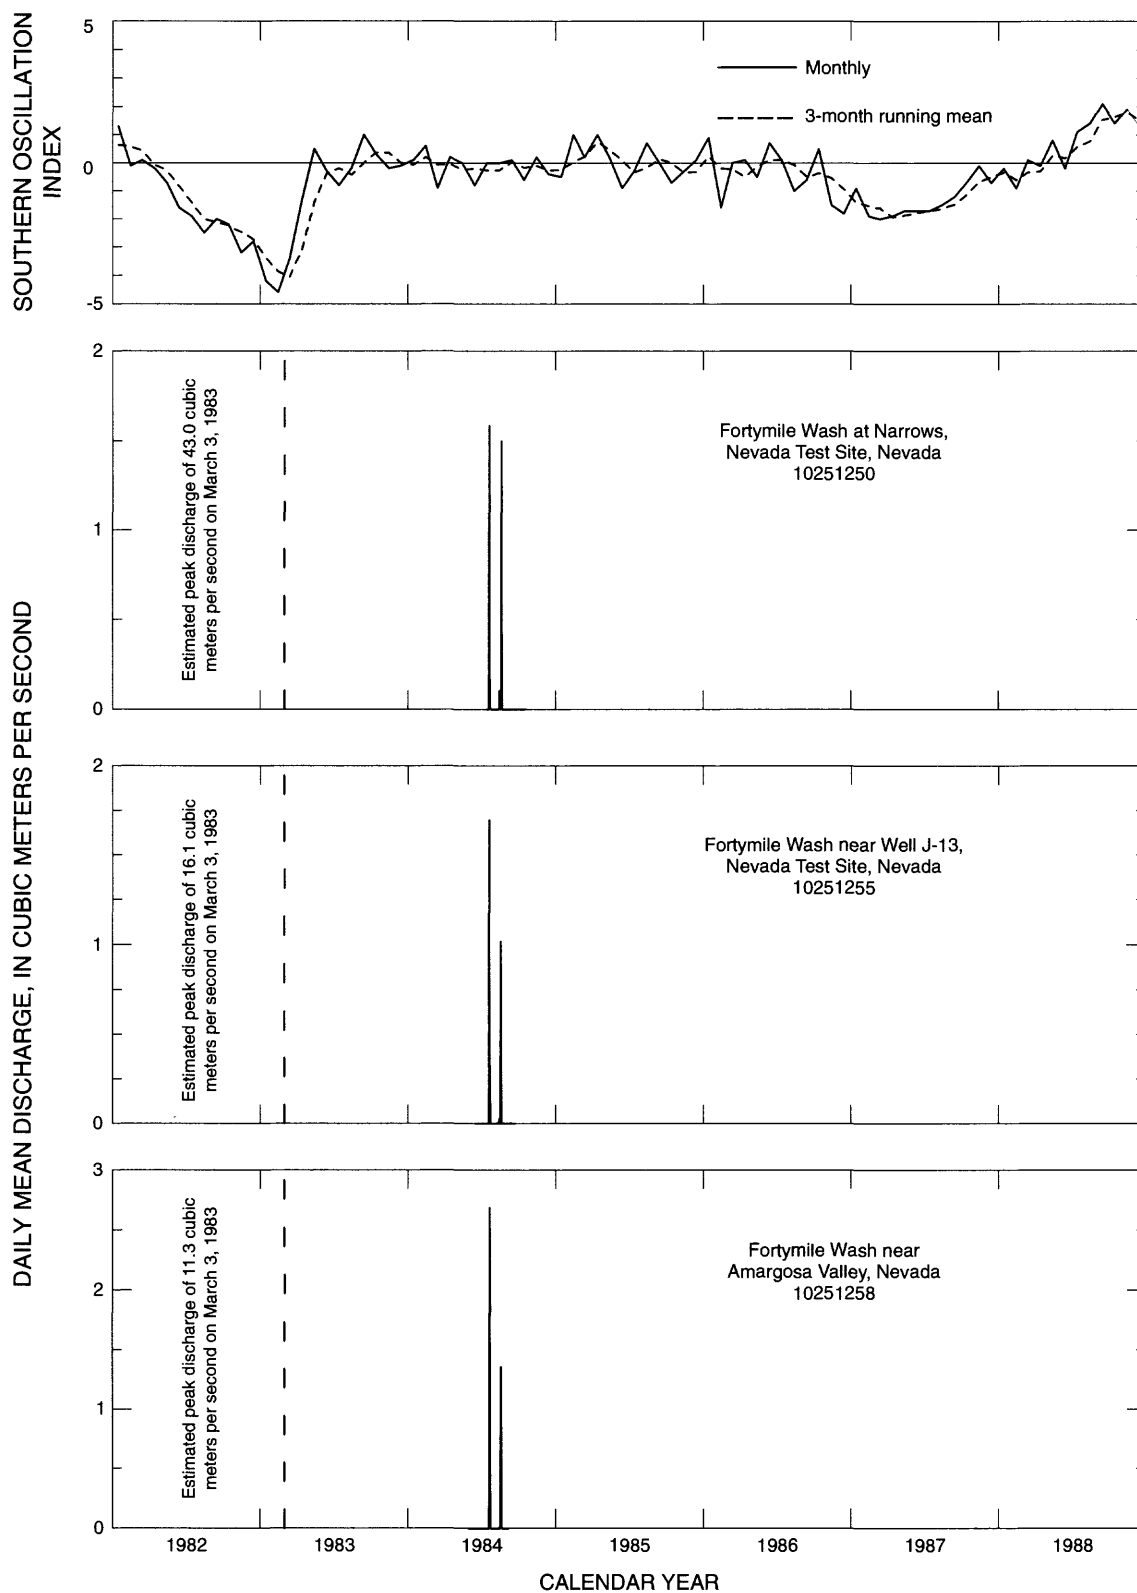 SOUTHERN OSCILLATION
INDEX
5
0
-5
Monthly
3-month running mean
DAILY MEAN DISCHARGE, IN CUBIC METERS PER SECOND
2
1
0
Estimated peak discharge of 43.0 cubic
meters per second on March 3, 1983
Fortymile Wash at Narrows,
Nevada Test Site, Nevada
10251250
2
1
0
Estimated peak discharge of 16.1 cubic
meters per second on March 3, 1983
Fortymile Wash near Well J-13,
Nevada Test Site, Nevada
10251255
3
2
1
0
Estimated peak discharge of 11.3 cubic
meters per second on March 3, 1983
Fortymile Wash near
Amargosa Valley, Nevada
10251258
1982 1983 1984 1985 1986 1987 1988
CALENDAR YEAR